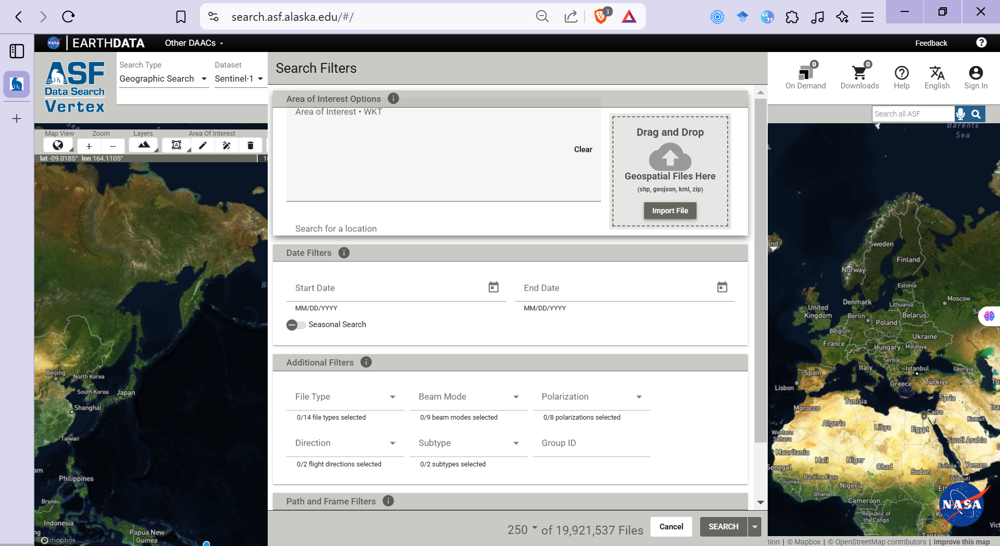 search.asf.alaska.edu/#/
3
NASA
EARTHDATA
Other DAACs
Feedback
ASF
Data Search
Vertex
Search Type
Geographic Search
Dataset
Sentinel-1
Search Filters
0
On Demand
0
Downloads
Help
English
Sign In
Search all ASF
Map View
Zoom
Layers
Area Of Interest
lat -09.0185° lon 164.1105°
Area of Interest Options
Area of Interest • WKT
Clear
Drag and Drop
Geospatial Files Here
(shp, geojson, kml, zip)
Import File
Search for a location
Date Filters
Start Date
MM/DD/YYYY
End Date
MM/DD/YYYY
Seasonal Search
Additional Filters
File Type
0/14 file types selected
Beam Mode
0/9 beam modes selected
Polarization
0/8 polarizations selected
Direction
0/2 flight directions selected
Subtype
0/2 subtypes selected
Group ID
Path and Frame Filters
250 of 19,921,537 Files
Cancel
SEARCH
Sea
Beijing
North Korea
South Korea
Japan
Shanghai
Taiwan
Philippines
Brunei
Indonesia
Papua New
Guinea
mapbox
Barents
Sea
Sweden
Finland
Norway
Estonia
Denmark
Lithuania
Moscow
United
Kingdom
Berlin
Belarus
Poland
Belgium
EUROPE
Ukraine
France
Hungary
Moldova
Serbia
Italy
Istanbul
Georgia
Spain
Greece
Türkiye
Lisbon
Syria
Tunisia
Morocco
Cairo
Kuwait
Algeria
Libya
Egypt
Western
Sahara
Saudi Arabia
Mauritania
Mali
Niger
Chad
Eritrea
Yemen
Senegal
Sudan
Burkina Faso
Djibouti
Guinea
Nigeria
Ghana
Cameroon
AFRICA
Republic of
the Congo
Tanzania
NASA
© Mapbox | © OpenStreetMap contributors | Improve this map